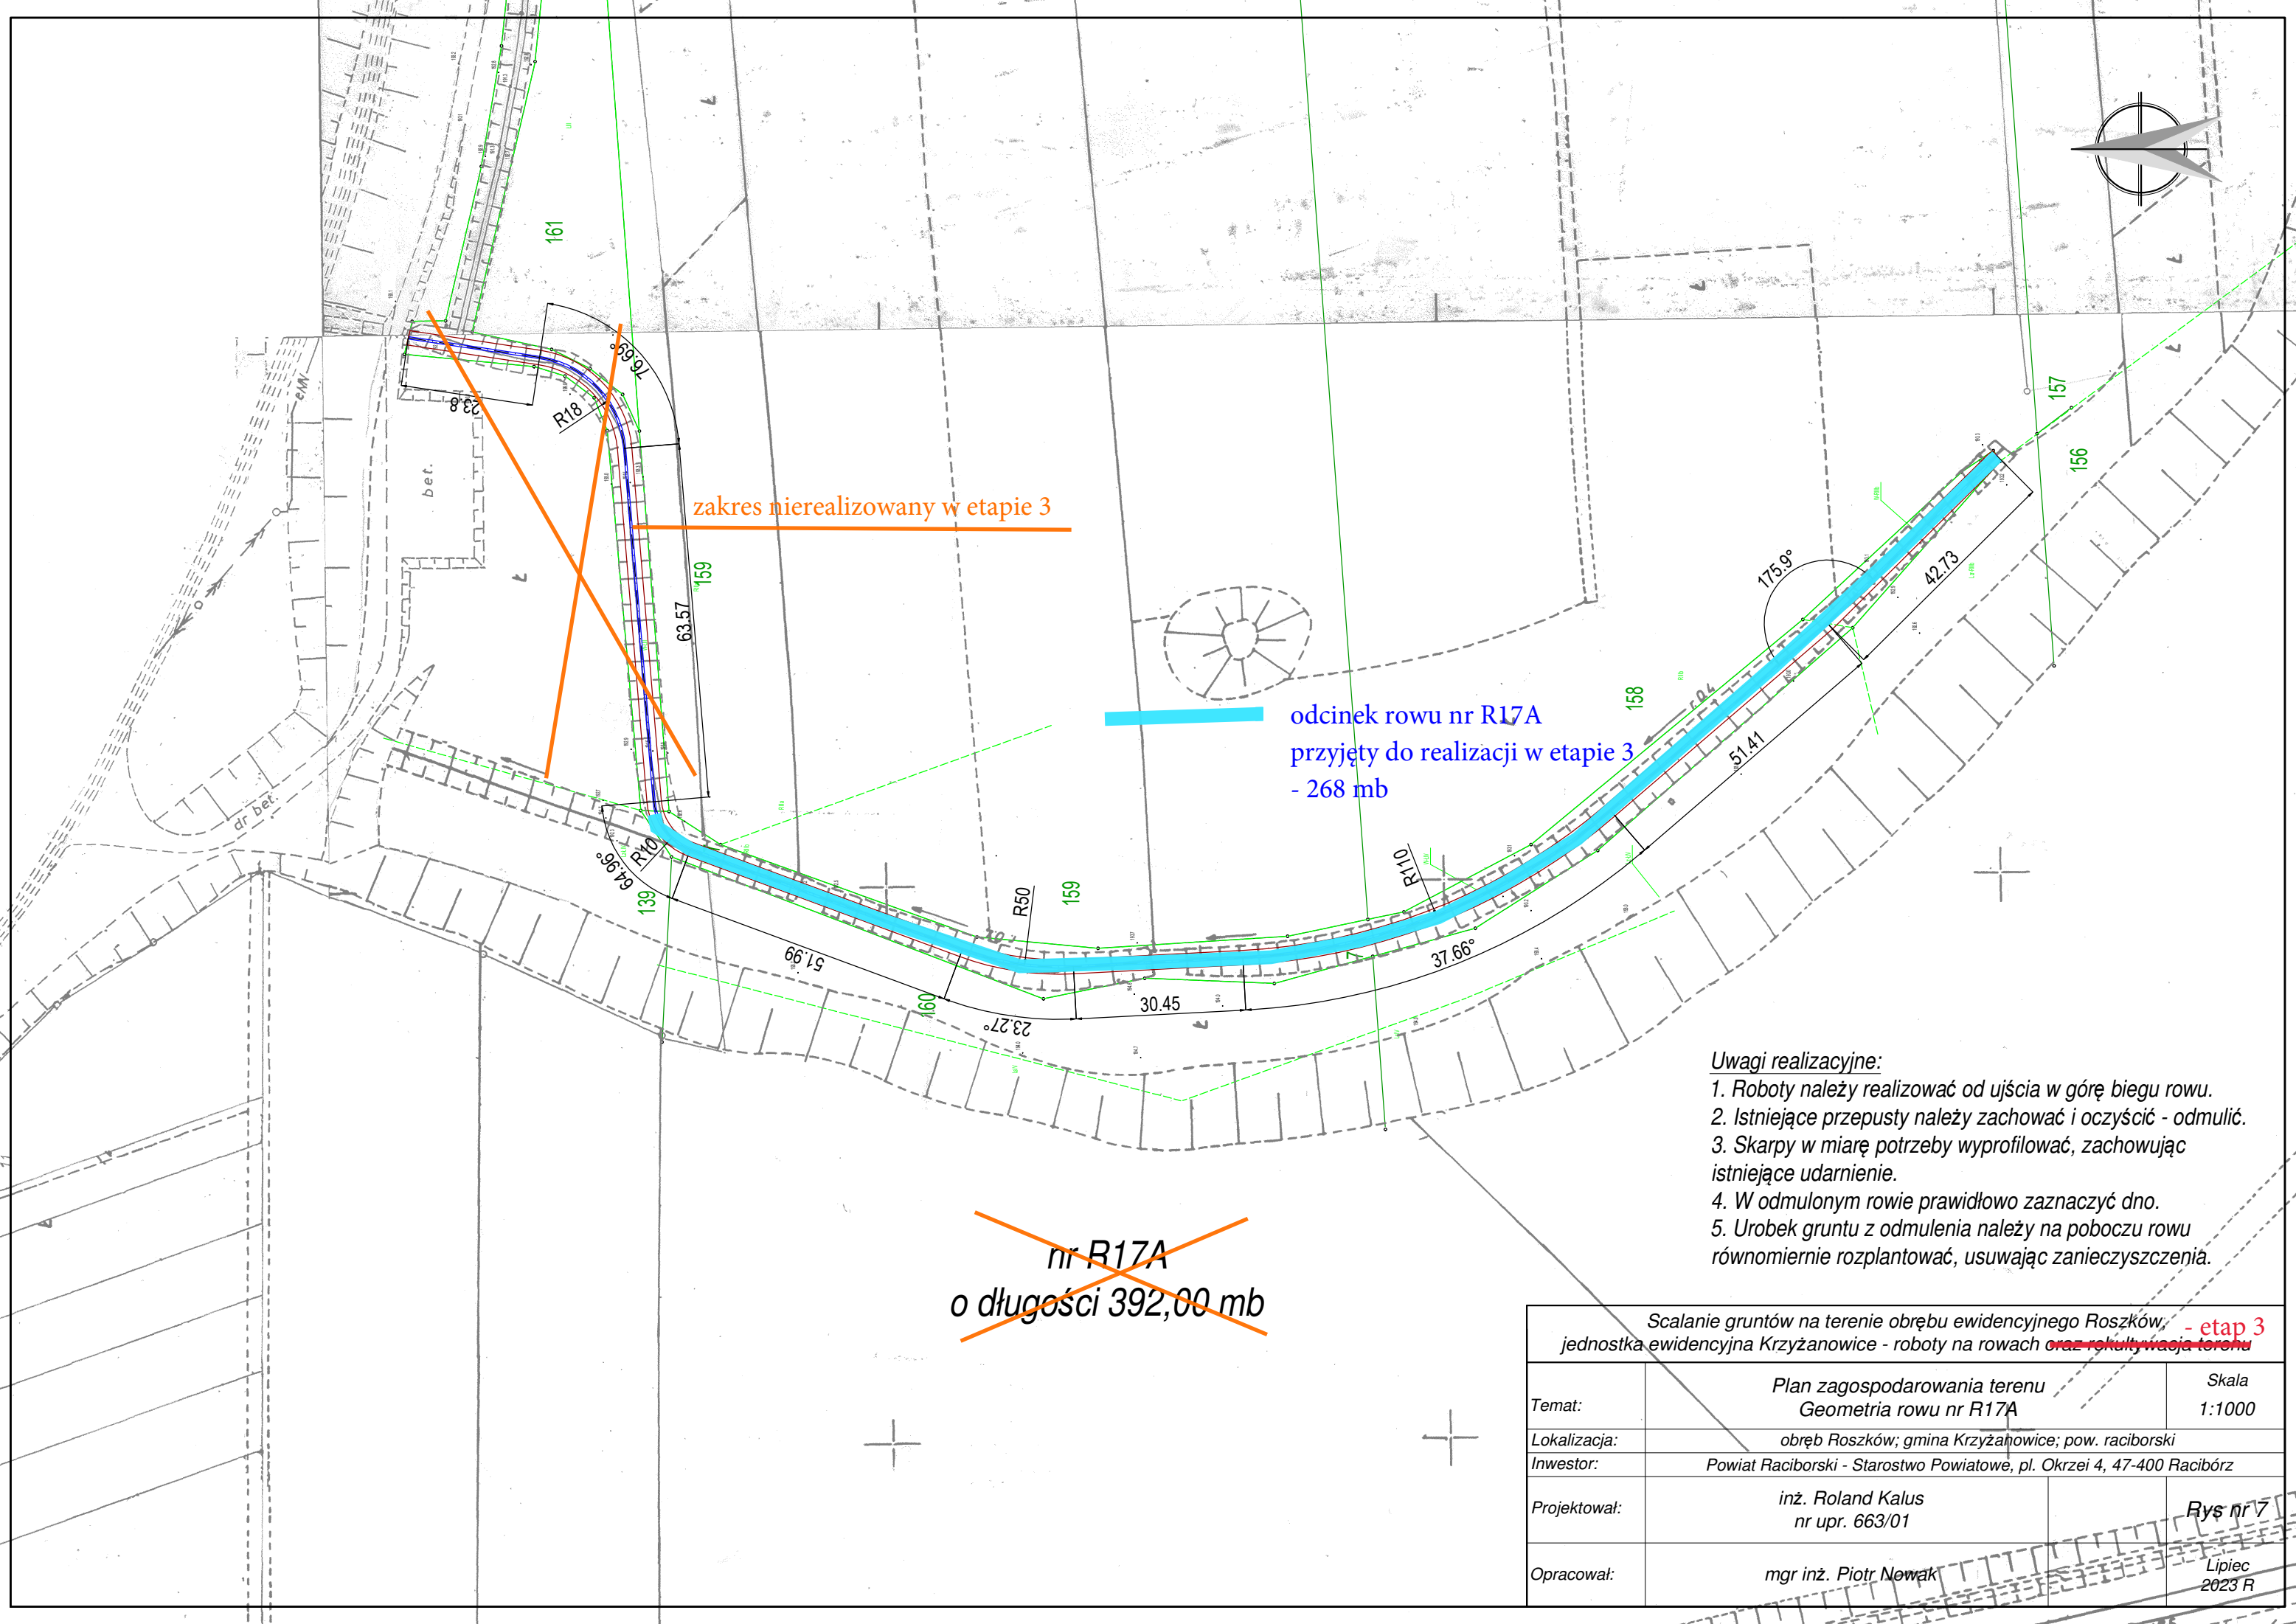 161
76.69°
23.8
R18
eNN
bet.
zakres nierealizowany w etapie 3
159
63.57
157
156
175.9°
42.73
158
odcinek rowu nr R17A
przyjęty do realizacji w etapie 3
- 268 mb
51.41
dr bet.
R10
64.96°
139
R50
159
R110
51.99
160
23.27°
30.45
7
37.66°
Uwagi realizacyjne:
1. Roboty należy realizować od ujścia w górę biegu rowu.
2. Istniejące przepusty należy zachować i oczyścić - odmulić.
3. Skarpy w miarę potrzeby wyprofilować, zachowując
istniejące udarnienie.
4. W odmulonym rowie prawidłowo zaznaczyć dno.
5. Urobek gruntu z odmulenia należy na poboczu rowu
równomiernie rozplantować, usuwając zanieczyszczenia.
nr R17A
o długości 392,00 mb
Scalanie gruntów na terenie obrębu ewidencyjnego Roszków,
- etap 3
jednostka ewidencyjna Krzyżanowice - roboty na rowach oraz rekultywacja terenu
Temat:
Plan zagospodarowania terenu
Geometria rowu nr R17A
Skala
1:1000
Lokalizacja:
obręb Roszków; gmina Krzyżanowice; pow. raciborski
Inwestor:
Powiat Raciborski - Starostwo Powiatowe, pl. Okrzei 4, 47-400 Racibórz
Projektował:
inż. Roland Kalus
nr upr. 663/01
Rys nr 7
Opracował:
mgr inż. Piotr Nowak
Lipiec
2023 R